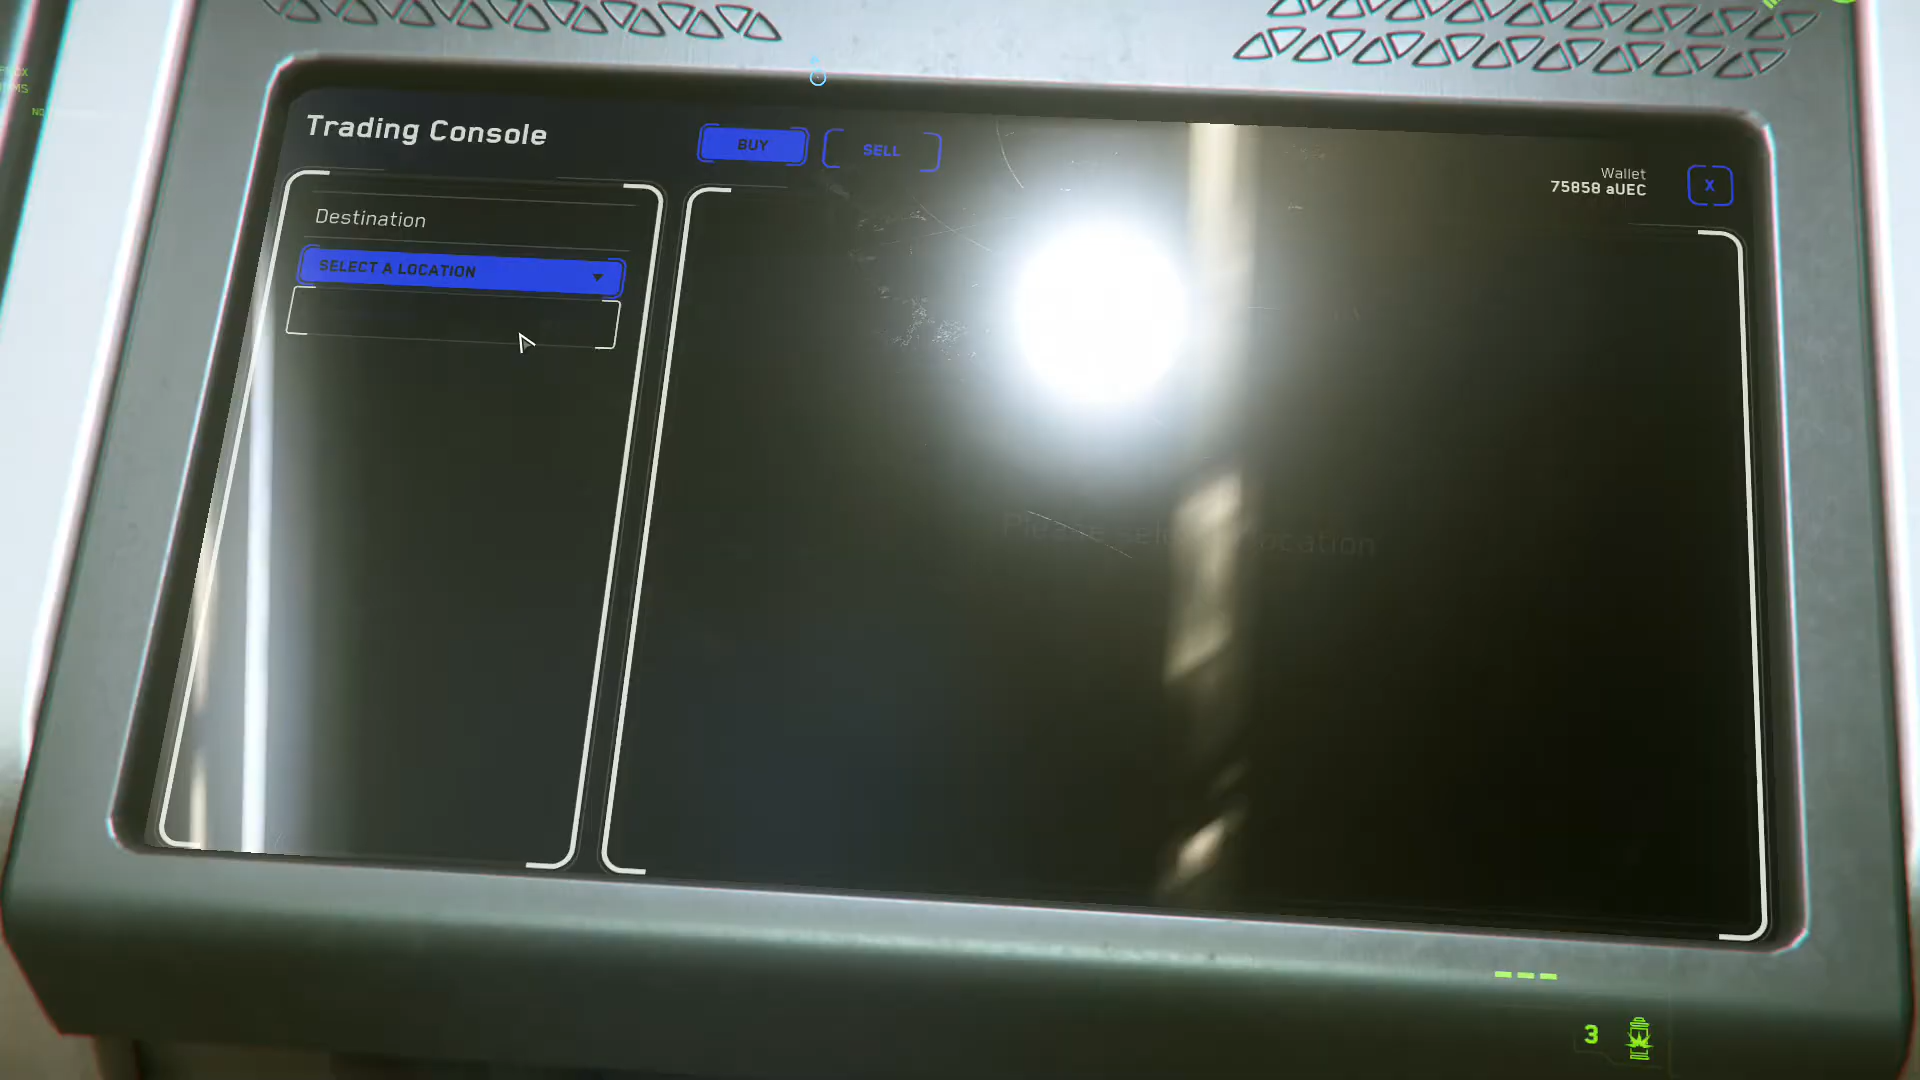 Trading Console
BUY
SELL
Wallet
75858 aUEC
X
Destination
SELECT A LOCATION
Please select a location
3